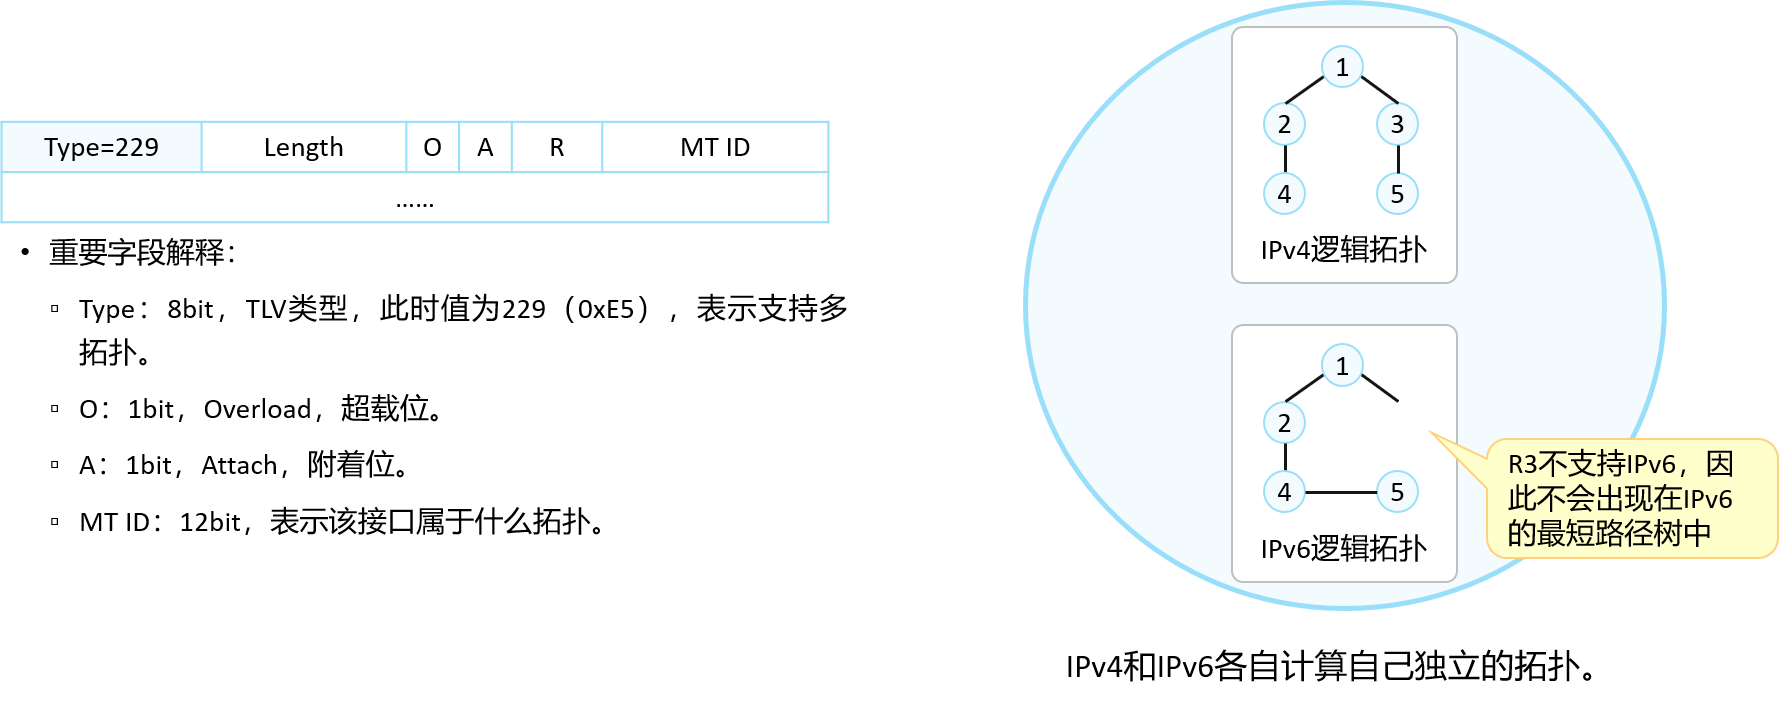 Type=229 Length O A R MT ID
......
• 重要字段解释：
▫ Type：8bit，TLV类型，此时值为229（0xE5），表示支持多
拓扑。
▫ O：1bit，Overload，超载位。
▫ A：1bit，Attach，附着位。
▫ MT ID：12bit，表示该接口属于什么拓扑。
1
2 3
4 5
IPv4逻辑拓扑
1
2
4 5
IPv6逻辑拓扑
R3不支持IPv6，因
此不会出现在IPv6
的最短路径树中
IPv4和IPv6各自计算自己独立的拓扑。